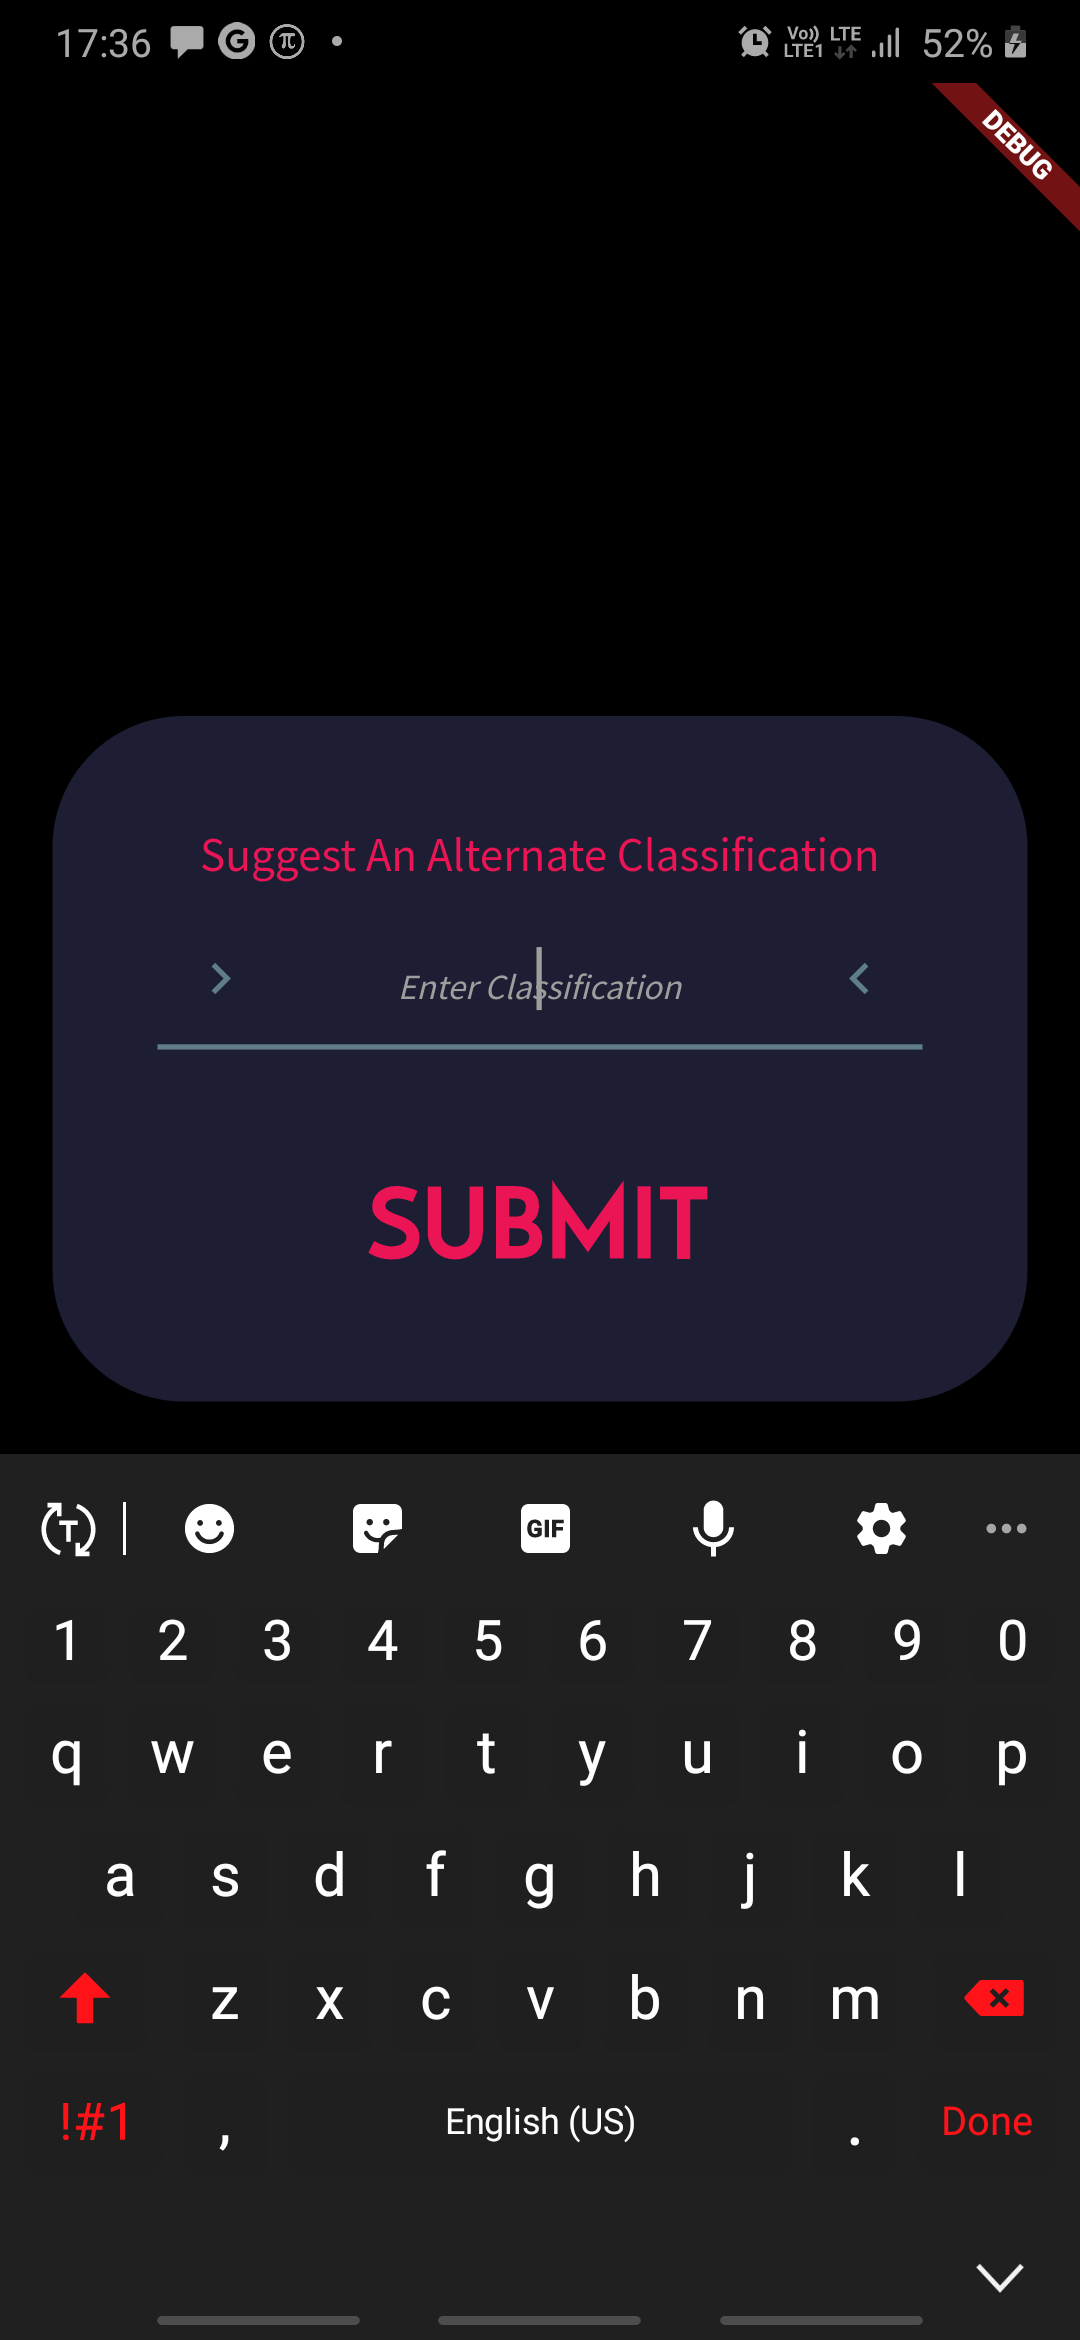 17:36 G π Vo)) LTE1 LTE 52%
DEBUG
Suggest An Alternate Classification
Enter Classification
SUBMIT
T GIF
1 2 3 4 5 6 7 8 9 0
q w e r t y u i o p
a s d f g h j k l
z x c v b n m
!#1 , English (US) . Done